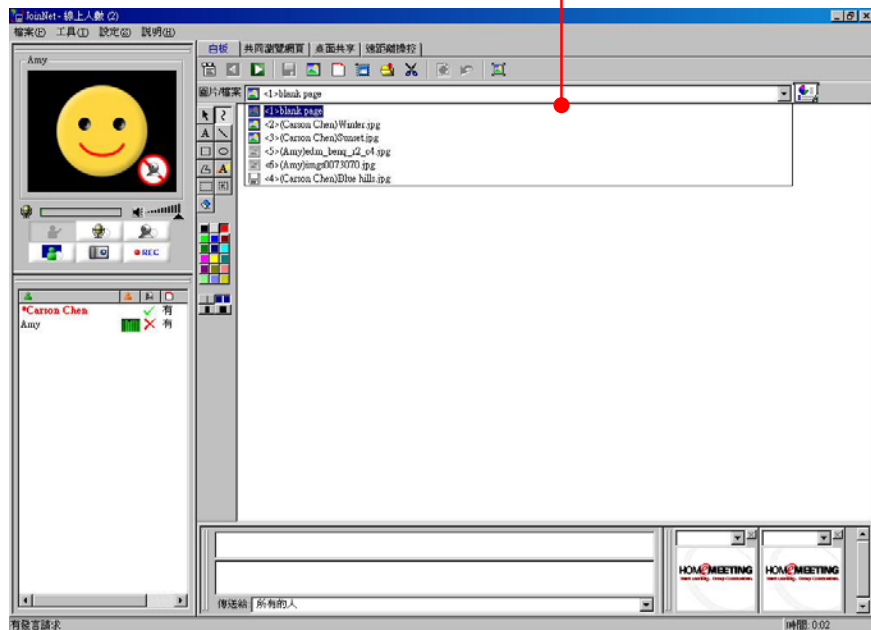 JoinNet - 線上人數 (2)
檔案(F) 工具(T) 設定(G) 說明(H)
Amy
白板 共同瀏覽網頁 桌面共享 遠距離操控
圖片/檔案 <1>blank page
<1>blank page
<2>(Carson Chen)Winter.jpg
<3>(Carson Chen)Sunset.jpg
<5>(Amy)edm_benq_r2_c4.jpg
<6>(Amy)imgs0073070.jpg
<4>(Carson Chen)Blue hills.jpg
A
A
REC
*Carson Chen 有
Amy 有
HOMEMEETING HOMEMEETING
傳送給 所有的人
有發言請求 時間: 0:02